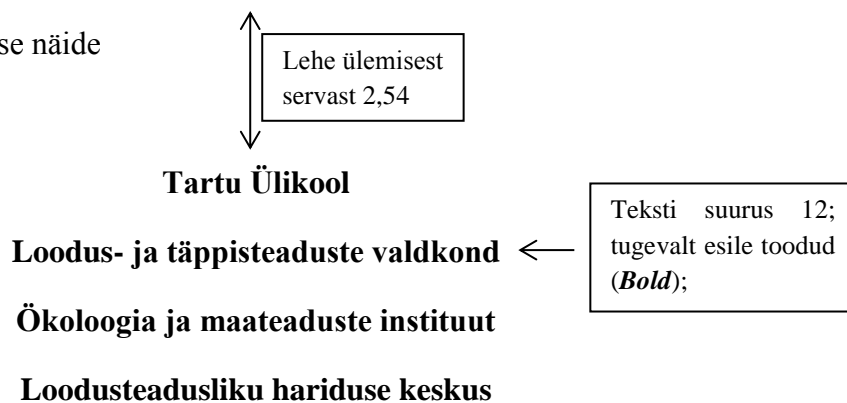 se näide
Lehe ülemisest
servast 2,54
Tartu Ülikool
Loodus- ja täppisteaduste valdkond
Teksti suurus 12;
tugevalt esile toodud
(Bold);
Ökoloogia ja maateaduste instituut
Loodusteadusliku hariduse keskus